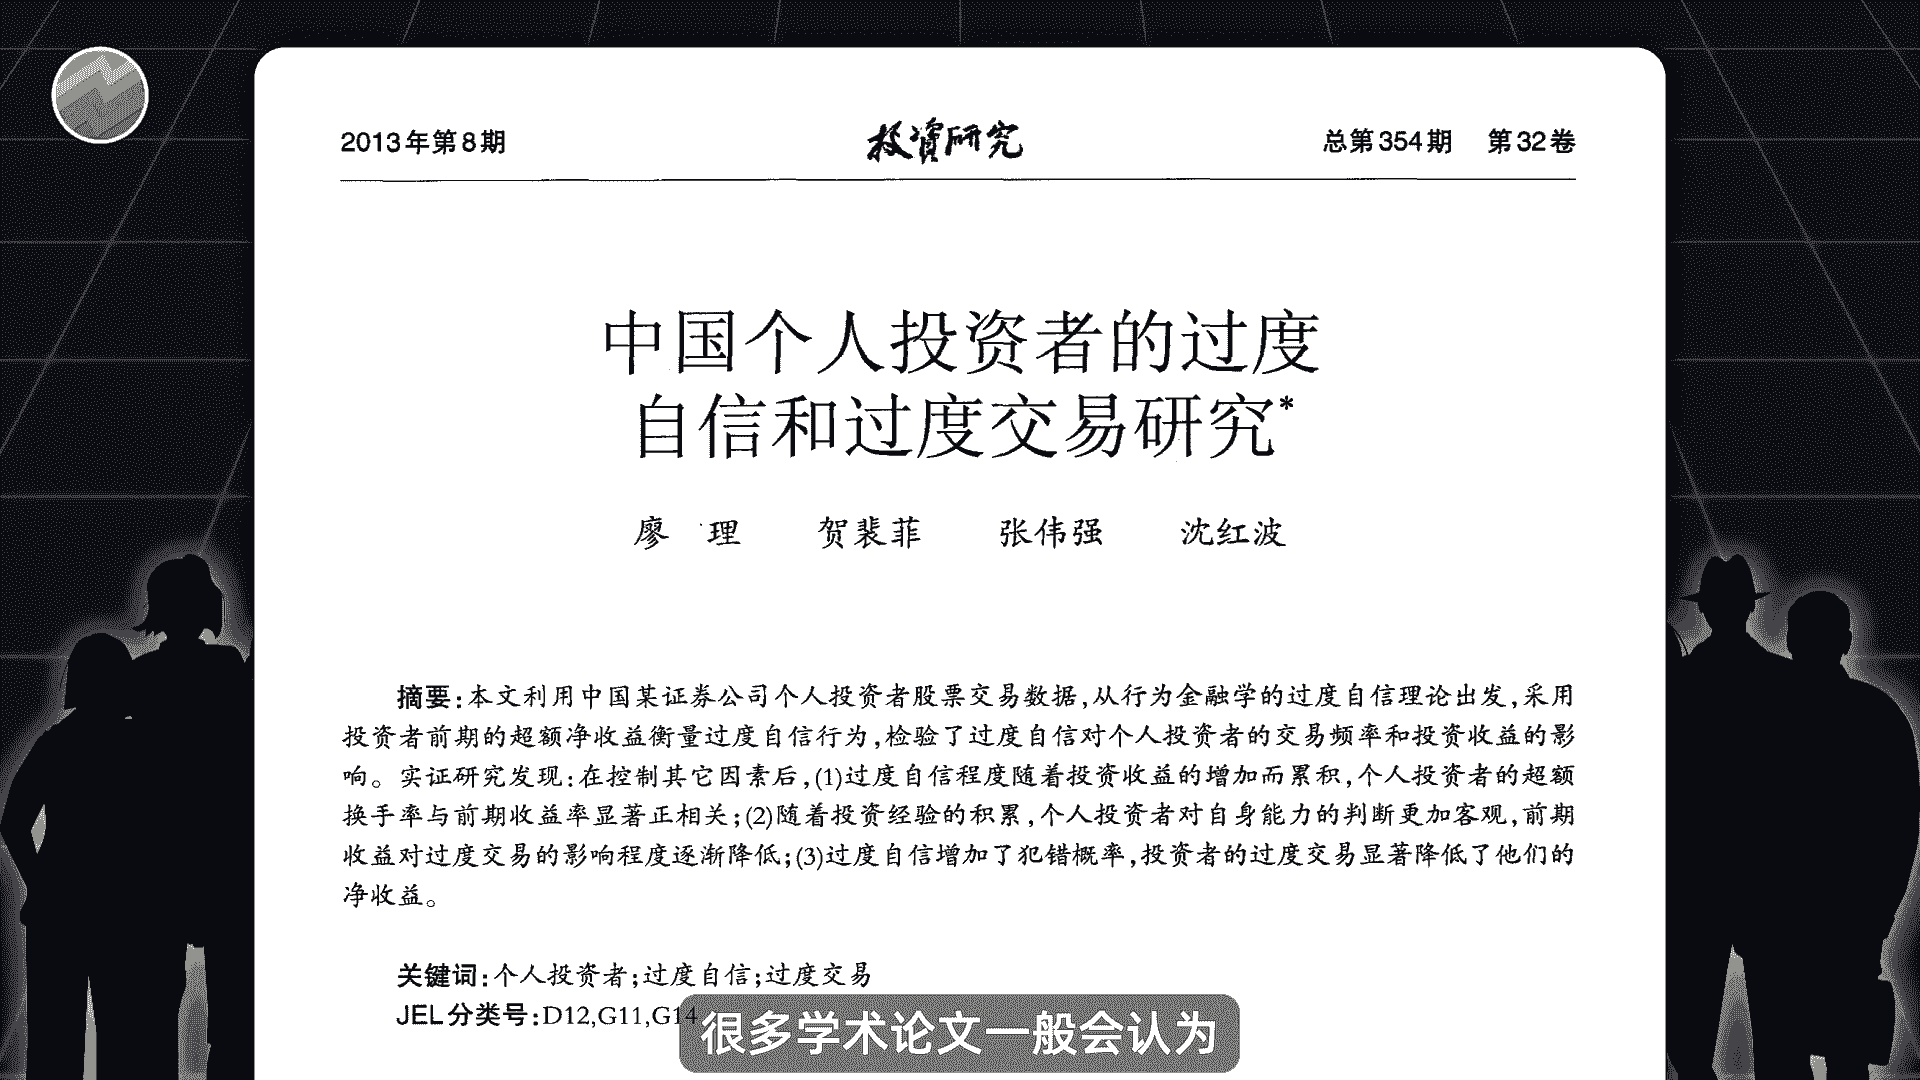 2013年第8期 投資研究 总第354期 第32卷
中国个人投资者的过度
自信和过度交易研究*
廖 理 贺裴菲 张伟强 沈红波
摘要:本文利用中国某证券公司个人投资者股票交易数据,从行为金融学的过度自信理论出发,采用
投资者前期的超额净收益衡量过度自信行为,检验了过度自信对个人投资者的交易频率和投资收益的影
响。实证研究发现:在控制其它因素后,(1)过度自信程度随着投资收益的增加而累积,个人投资者的超额
换手率与前期收益率显著正相关;(2)随着投资经验的积累,个人投资者对自身能力的判断更加客观,前期
收益对过度交易的影响程度逐渐降低;(3)过度自信增加了犯错概率,投资者的过度交易显著降低了他们的
净收益。
关键词:个人投资者;过度自信;过度交易
JEL分类号:D12,G11,G14
很多学术论文一般会认为